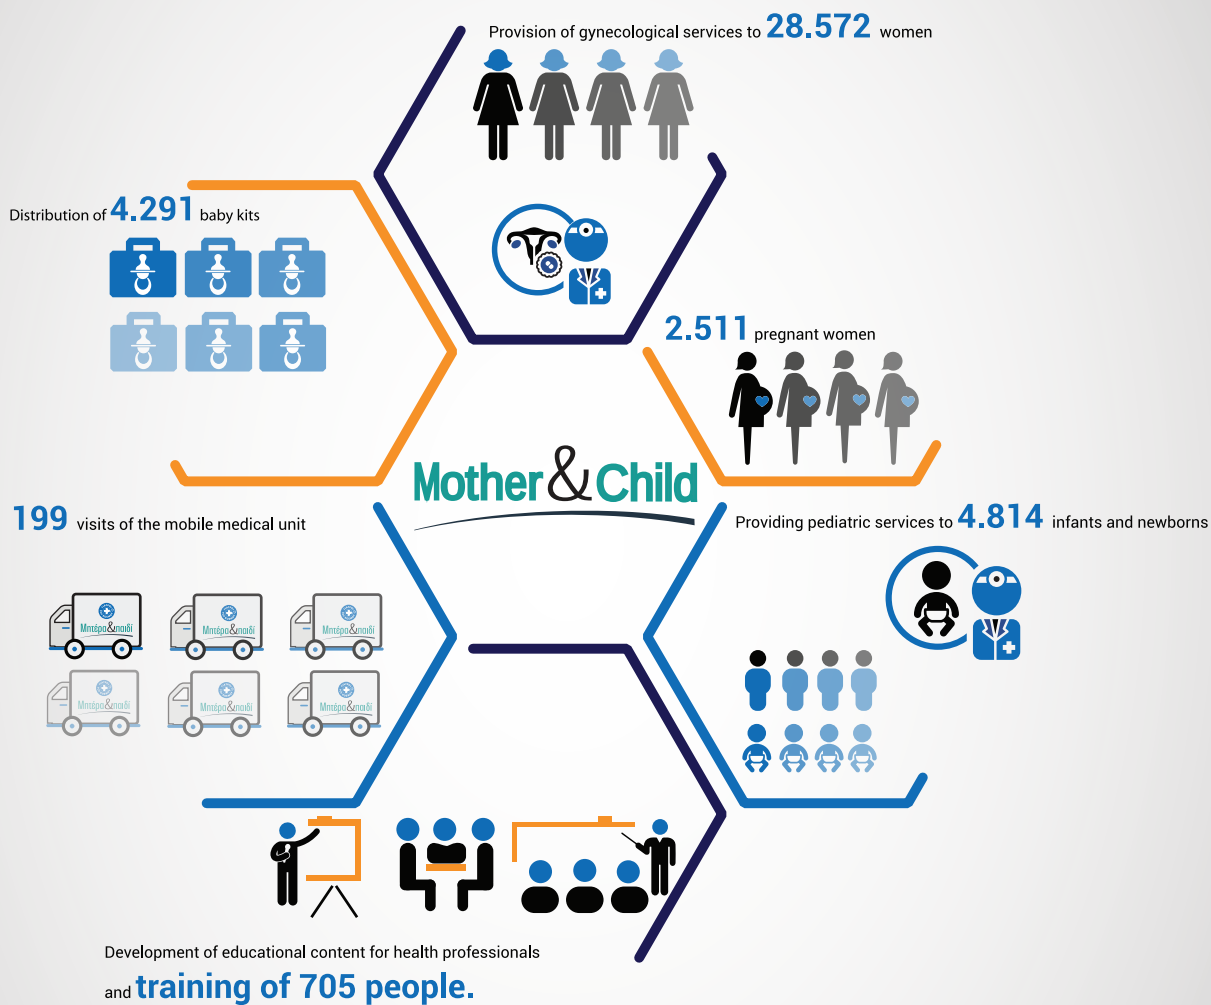 Provision of gynecological services to 28.572 women
Distribution of 4.291 baby kits
2.511 pregnant women
Mother & Child
199 visits of the mobile medical unit
Providing pediatric services to 4.814 infants and newborns
Μητέρα&παιδί
Μητέρα&παιδί
Μητέρα&παιδί
Μητέρα&παιδί
Μητέρα&παιδί
Μητέρα&παιδί
Development of educational content for health professionals
and training of 705 people.